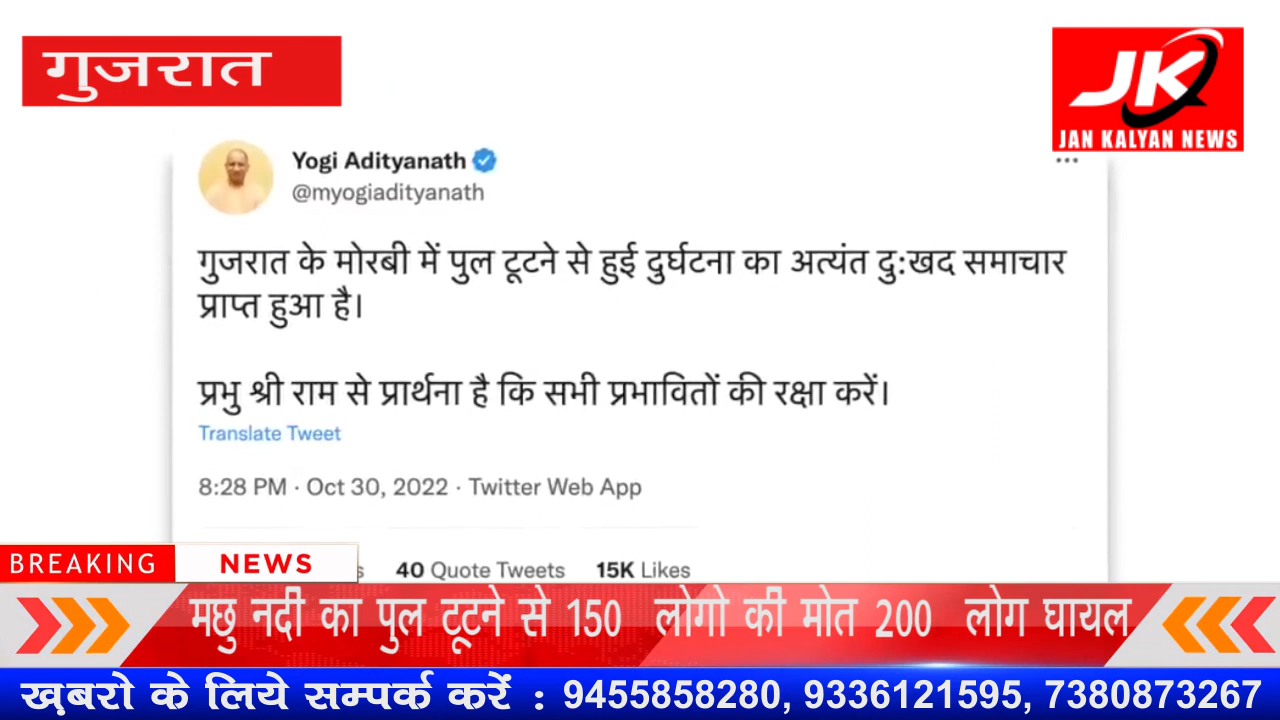 गुजरात
JK
JAN KALYAN NEWS
Yogi Adityanath
@myogiadityanath
गुजरात के मोरबी में पुल टूटने से हुई दुर्घटना का अत्यंत दु:खद समाचार
प्राप्त हुआ है।
प्रभु श्री राम से प्रार्थना है कि सभी प्रभावितों की रक्षा करें।
Translate Tweet
8:28 PM · Oct 30, 2022 · Twitter Web App
40 Quote Tweets 15K Likes
BREAKING NEWS
मछु नदी का पुल टूटने से 150 लोगो की मोत 200 लोग घायल
ख़बरो के लिये सम्पर्क करें : 9455858280, 9336121595, 7380873267